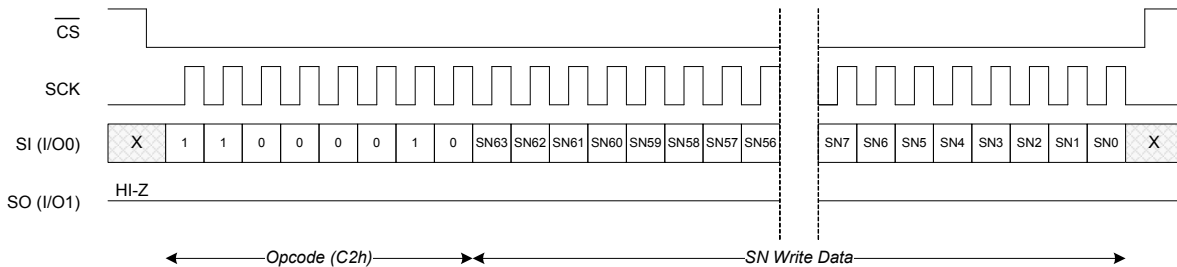 CS
SCK
SI (I/O0) X 1 1 0 0 0 0 1 0 SN63 SN62 SN61 SN60 SN59 SN58 SN57 SN56 SN7 SN6 SN5 SN4 SN3 SN2 SN1 SN0 X
HI-Z
SO (I/O1)
Opcode (C2h) SN Write Data